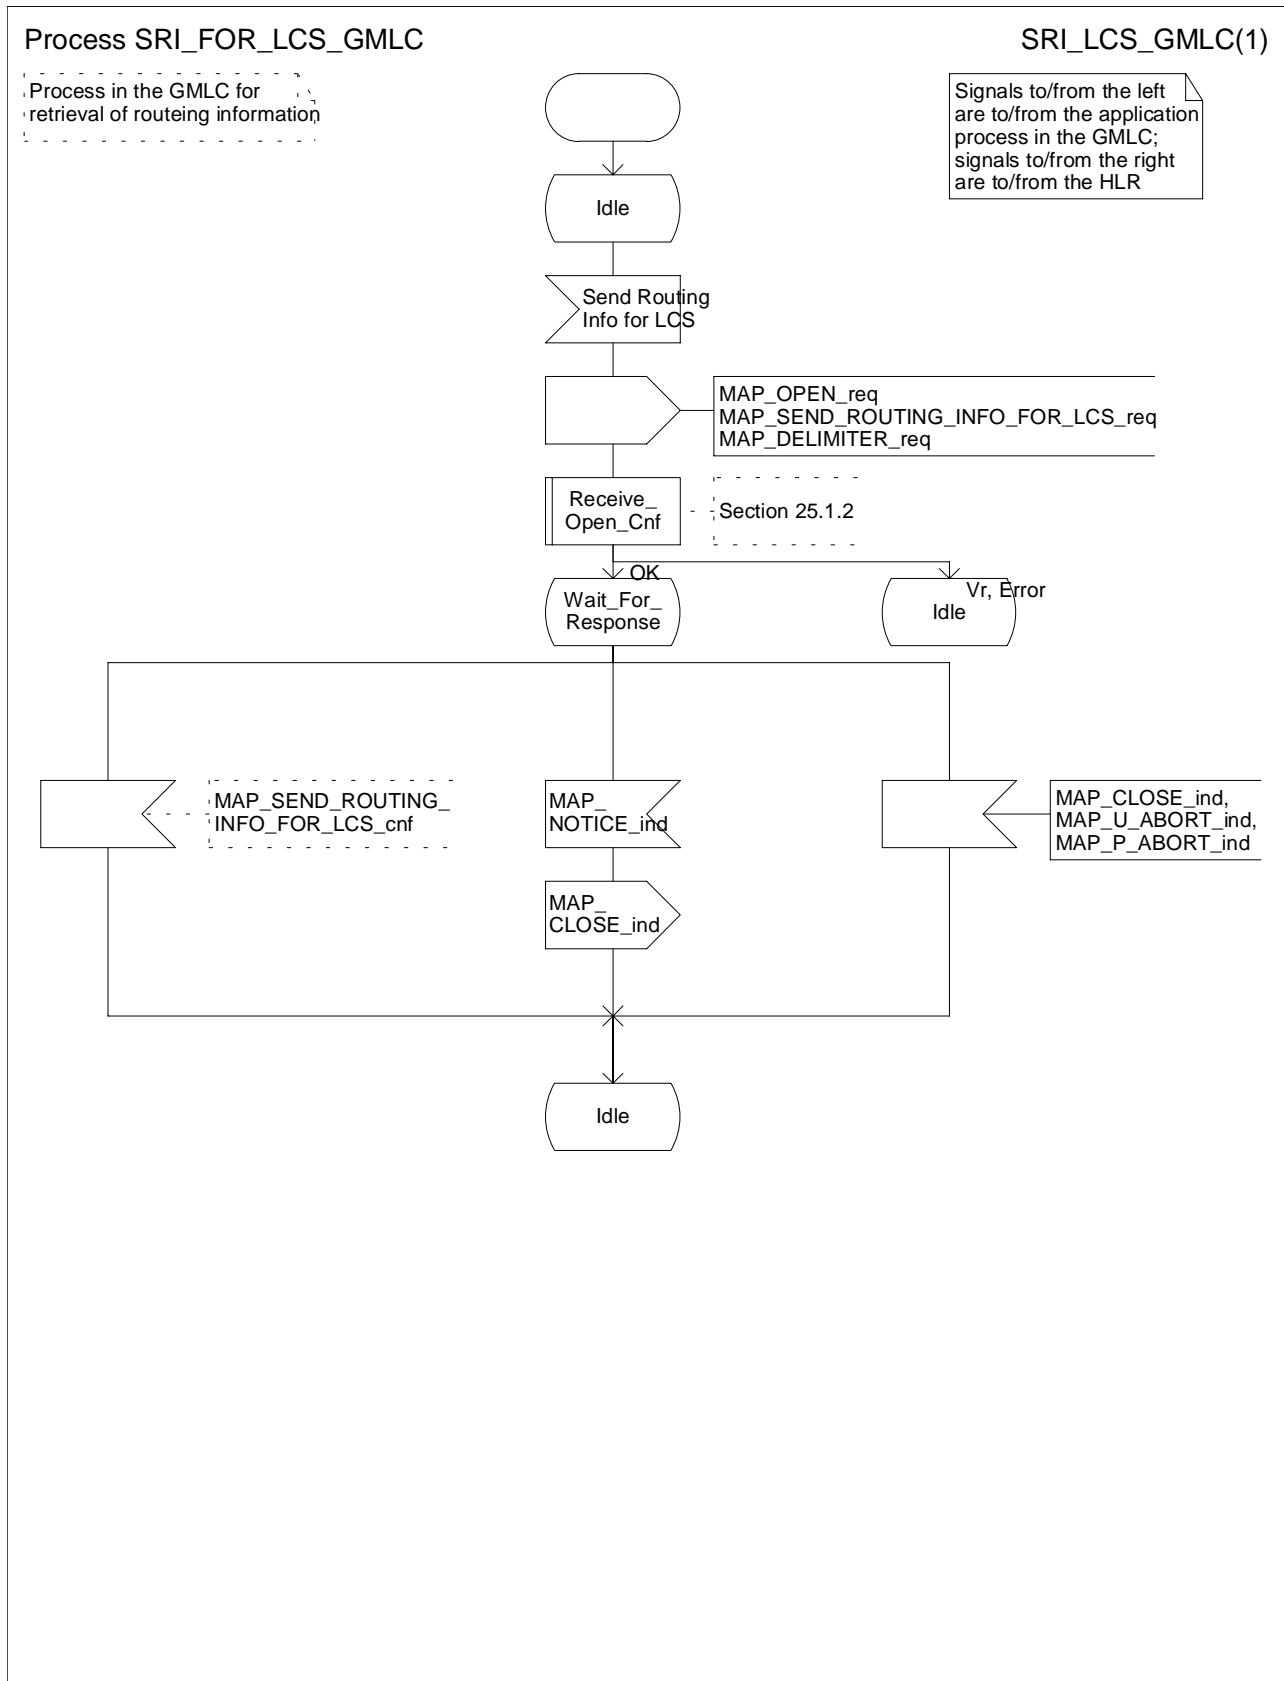 Process SRI_FOR_LCS_GMLC
SRI_LCS_GMLC(1)
Process in the GMLC for
retrieval of routeing information
Signals to/from the left
are to/from the application
process in the GMLC;
signals to/from the right
are to/from the HLR
Idle
Send Routing
Info for LCS
MAP_OPEN_req
MAP_SEND_ROUTING_INFO_FOR_LCS_req
MAP_DELIMITER_req
Receive_
Open_Cnf
Section 25.1.2
OK
Vr, Error
Wait_For_
Response
Idle
MAP_SEND_ROUTING_
INFO_FOR_LCS_cnf
MAP_
NOTICE_ind
MAP_CLOSE_ind,
MAP_U_ABORT_ind,
MAP_P_ABORT_ind
MAP_
CLOSE_ind
Idle